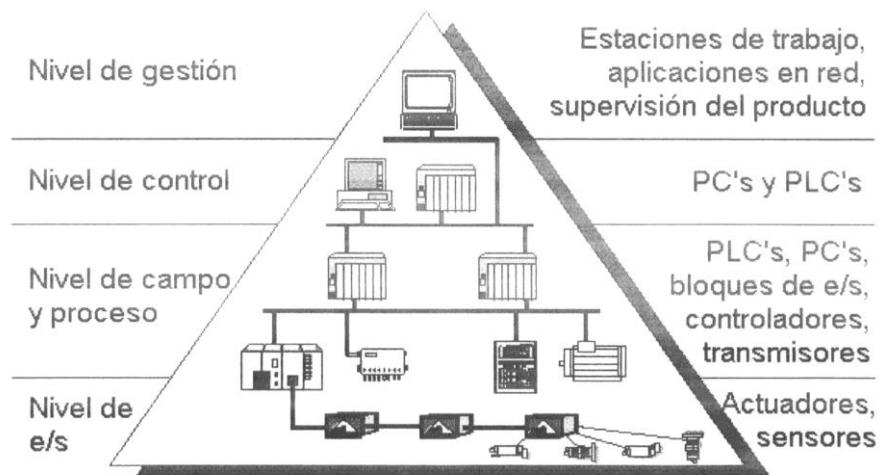 Nivel de gestión
Estaciones de trabajo,
aplicaciones en red,
supervisión del producto
Nivel de control
PC's y PLC's
Nivel de campo
y proceso
PLC's, PC's,
bloques de e/s,
controladores,
transmisores
Nivel de
e/s
Actuadores,
sensores